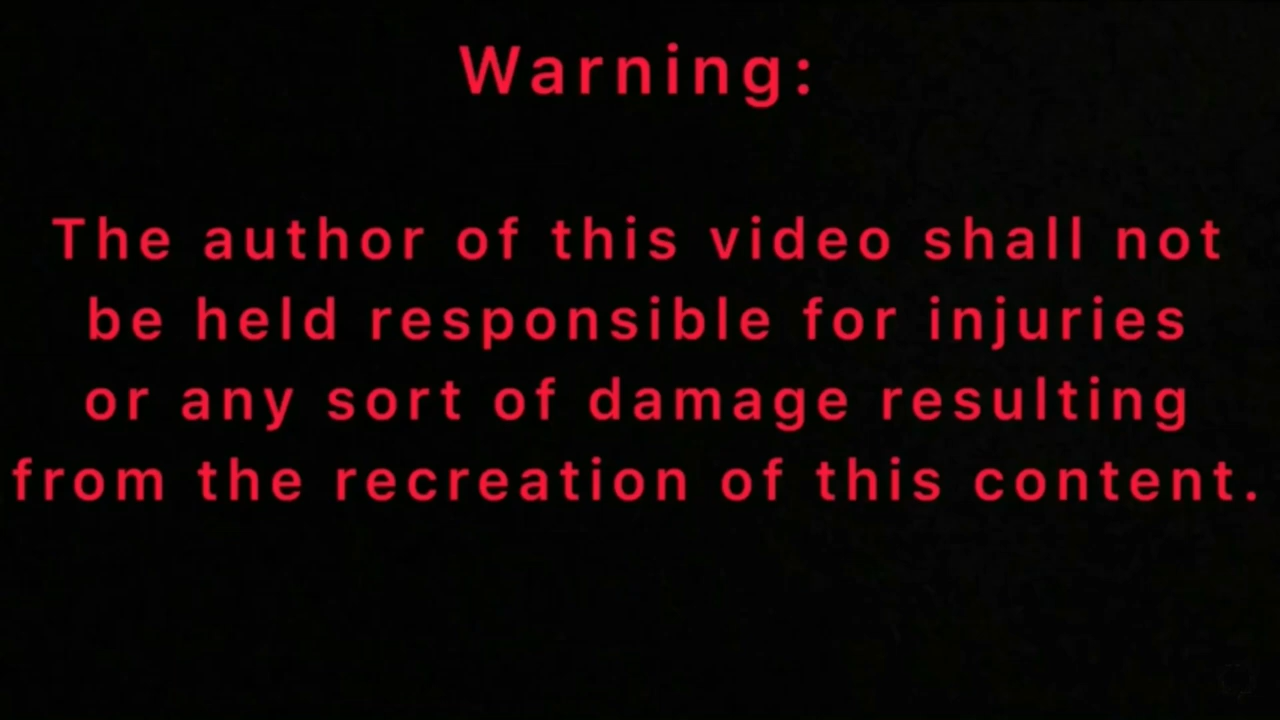 Warning:
The author of this video shall not
be held responsible for injuries
or any sort of damage resulting
from the recreation of this content.